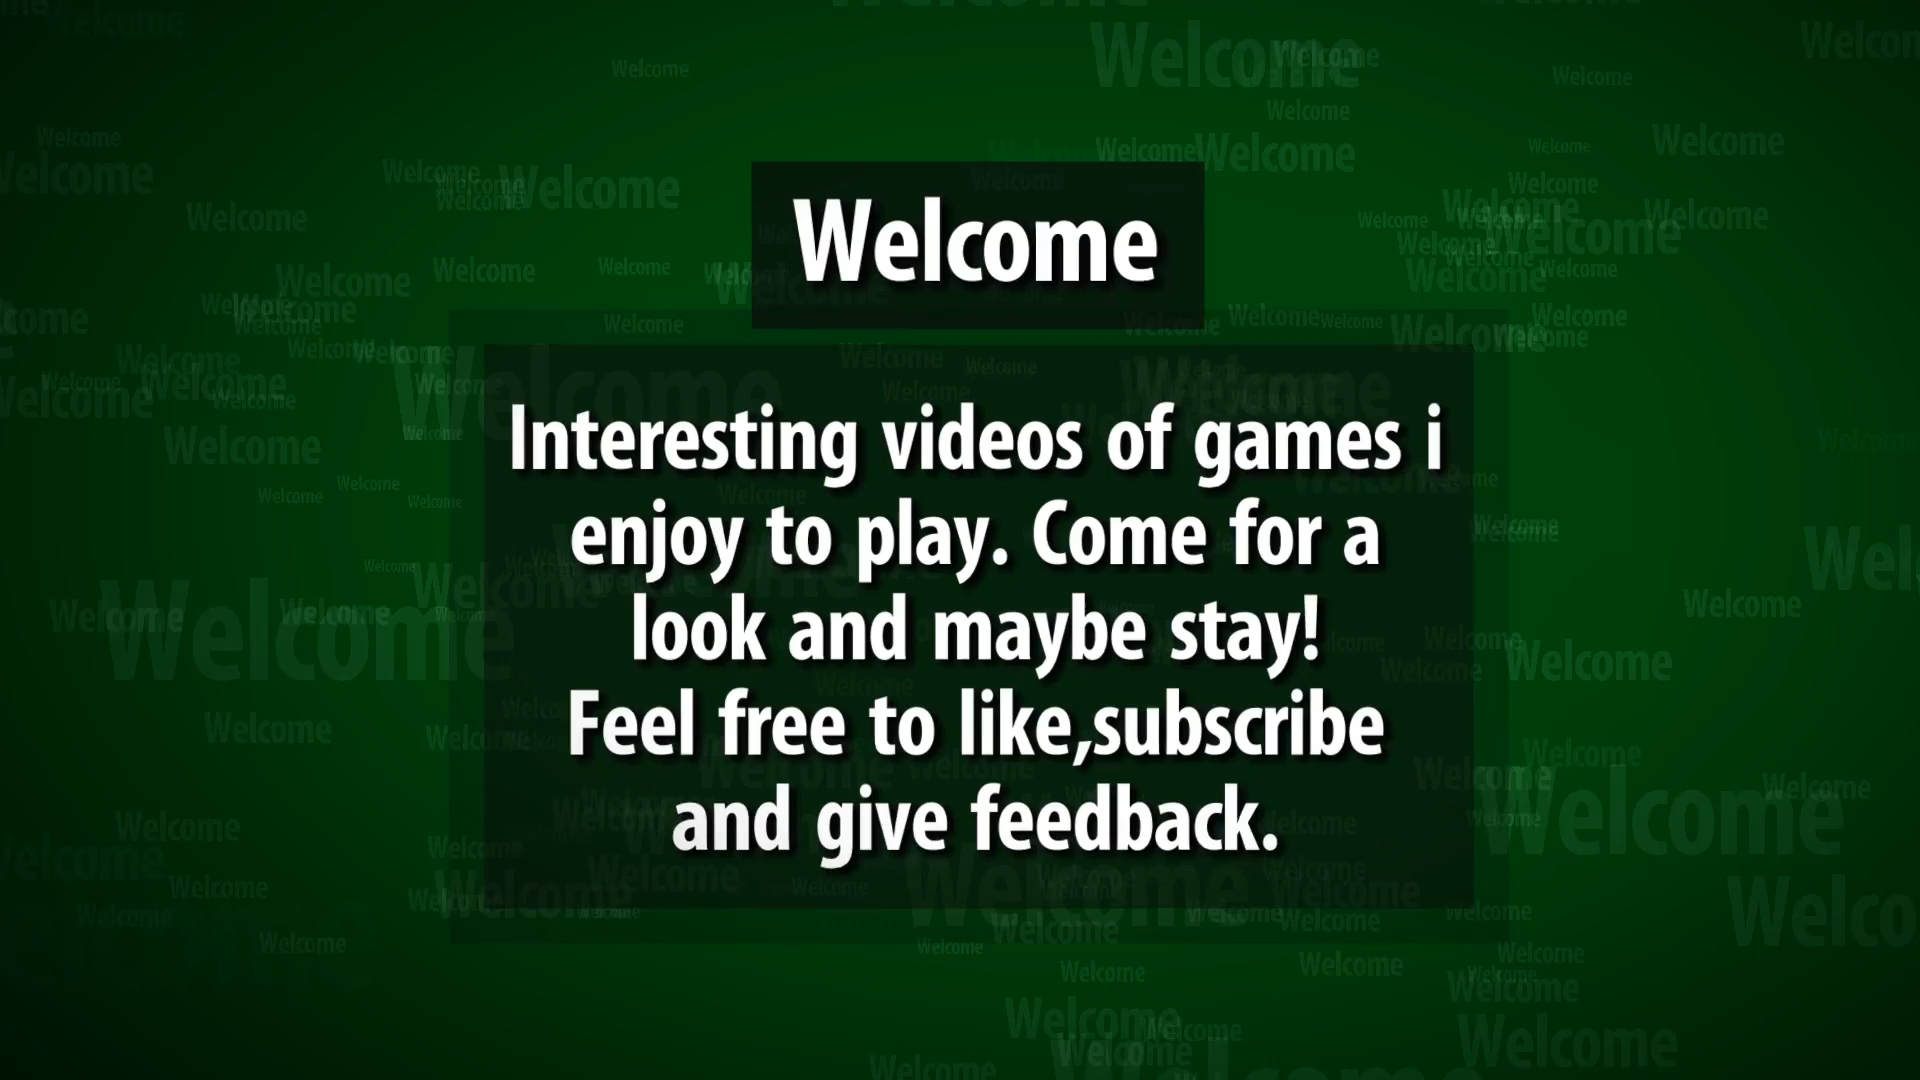 Welcome
Interesting videos of games i
enjoy to play. Come for a
look and maybe stay!
Feel free to like,subscribe
and give feedback.